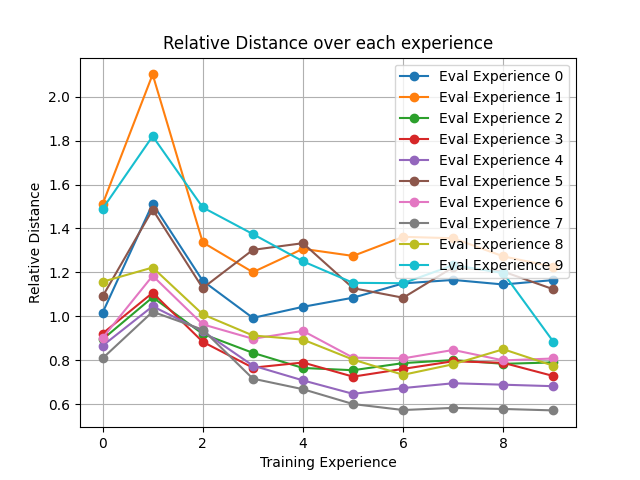 Relative Distance over each experience
Eval Experience 0
Eval Experience 1
Eval Experience 2
Eval Experience 3
Eval Experience 4
Eval Experience 5
Eval Experience 6
Eval Experience 7
Eval Experience 8
Eval Experience 9
Relative Distance
2.0
1.8
1.6
1.4
1.2
1.0
0.8
0.6
0 2 4 6 8
Training Experience